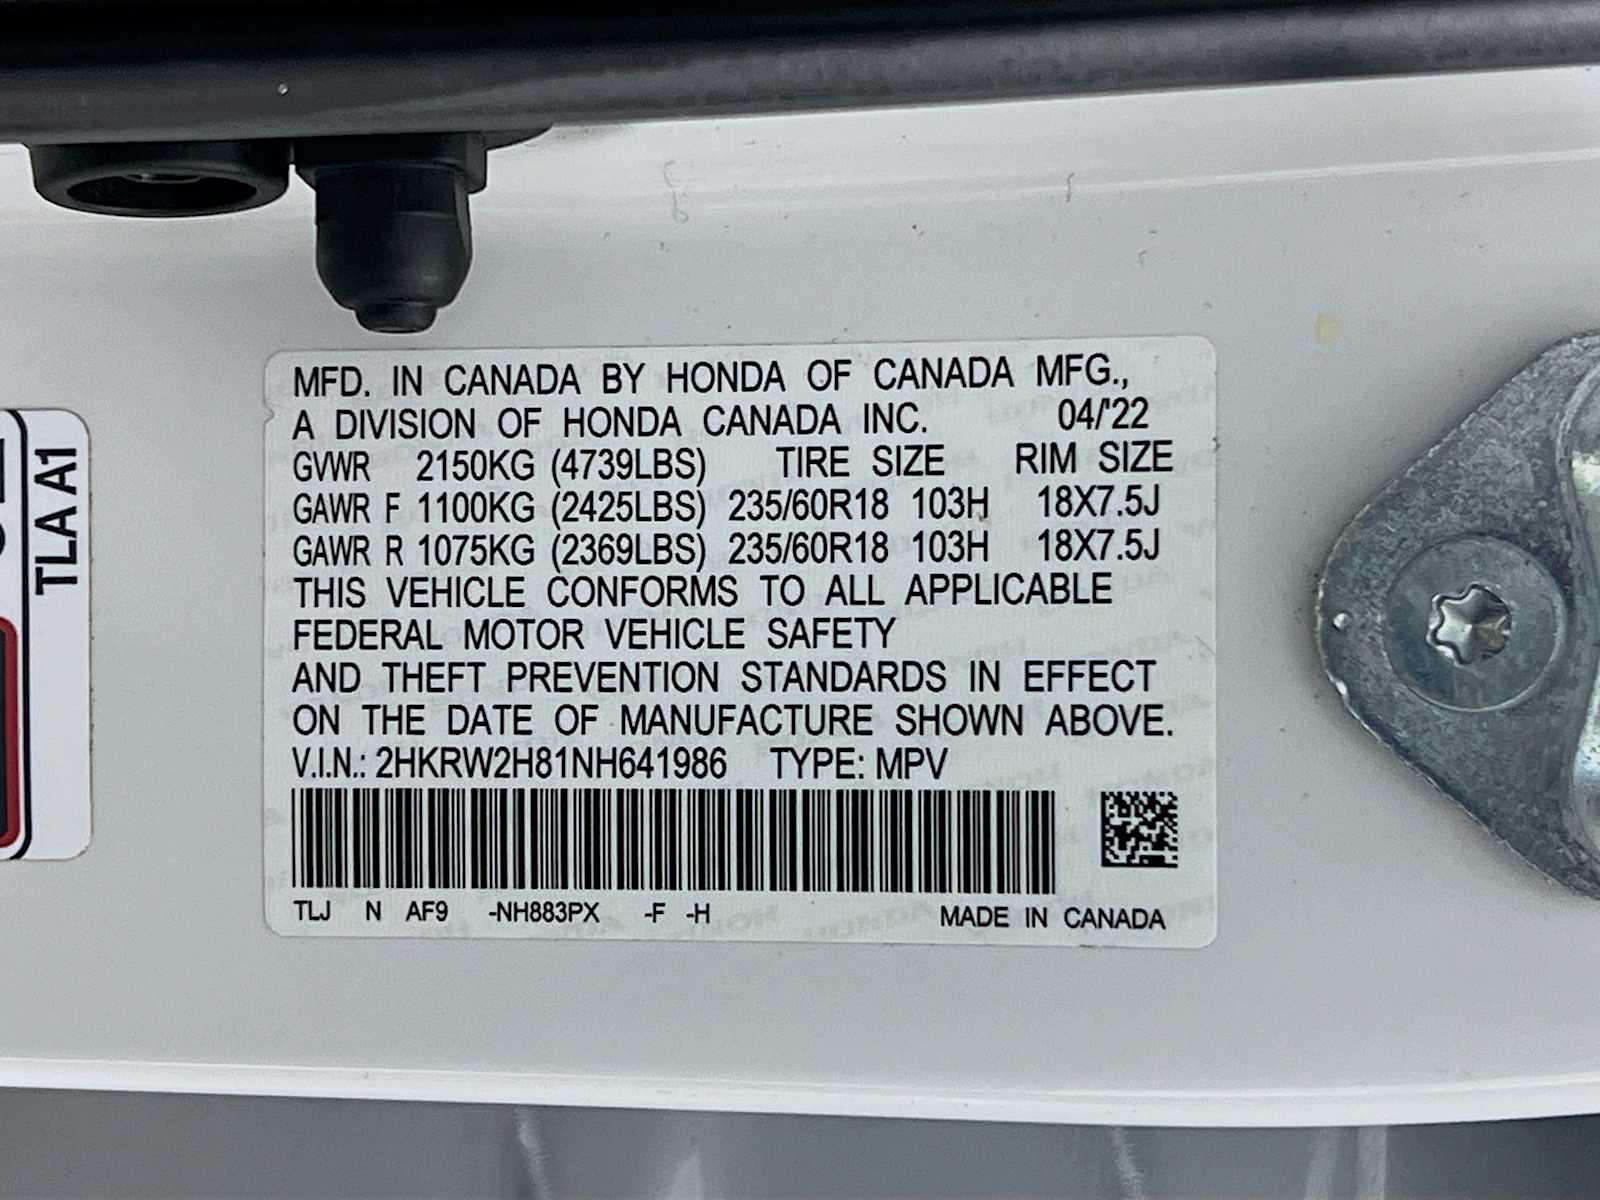 MFD. IN CANADA BY HONDA OF CANADA MFG.,
A DIVISION OF HONDA CANADA INC. 04/'22
GVWR 2150KG (4739LBS) TIRE SIZE RIM SIZE
GAWR F 1100KG (2425LBS) 235/60R18 103H 18X7.5J
GAWR R 1075KG (2369LBS) 235/60R18 103H 18X7.5J
THIS VEHICLE CONFORMS TO ALL APPLICABLE
FEDERAL MOTOR VEHICLE SAFETY
AND THEFT PREVENTION STANDARDS IN EFFECT
ON THE DATE OF MANUFACTURE SHOWN ABOVE.
V.I.N.: 2HKRW2H81NH641986 TYPE: MPV
TLJ N AF9 -NH883PX -F -H MADE IN CANADA
TLA A1